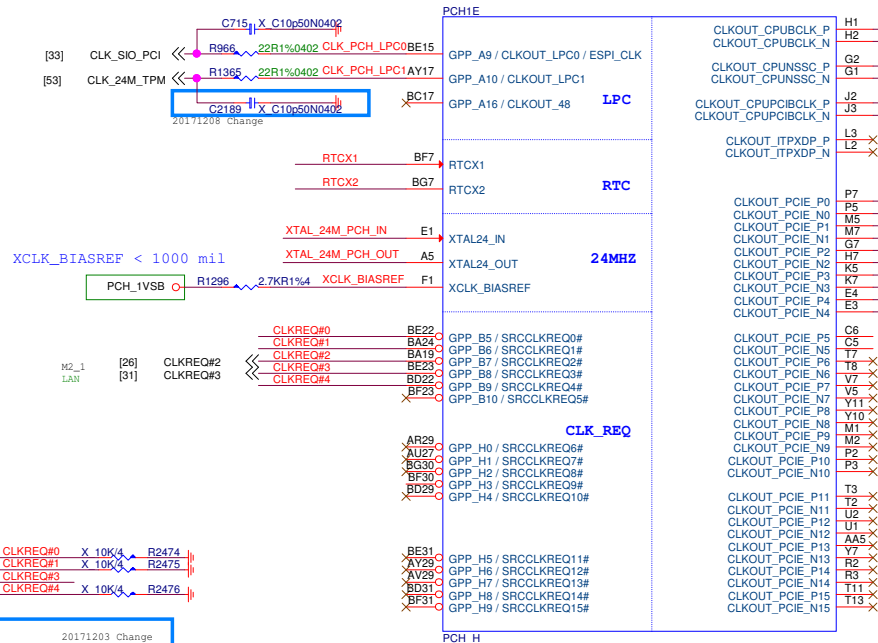 PCH1E
C715 X_C10p50N0402
[33] CLK_SIO_PCI R966 22R1%0402 CLK_PCH_LPC0 BE15 GPP_A9 / CLKOUT_LPC0 / ESPI_CLK
[53] CLK_24M_TPM R1365 22R1%0402 CLK_PCH_LPC1 AY17 GPP_A10 / CLKOUT_LPC1
BC17 GPP_A16 / CLKOUT_48 LPC
C2189 X_C10p50N0402
20171208 Change
RTCX1 BF7 RTCX1
RTC
RTCX2 BG7 RTCX2
XTAL_24M_PCH_IN E1 XTAL24_IN
XTAL_24M_PCH_OUT A5 XTAL24_OUT 24MHZ
XCLK_BIASREF < 1000 mil
PCH_1VSB R1296 2.7KR1%4 XCLK_BIASREF F1 XCLK_BIASREF
CLKREQ#0 BE22 GPP_B5 / SRCCLKREQ0#
CLKREQ#1 BA24 GPP_B6 / SRCCLKREQ1#
M2_1 [26] CLKREQ#2 CLKREQ#2 BA19 GPP_B7 / SRCCLKREQ2#
LAN [31] CLKREQ#3 CLKREQ#3 BE23 GPP_B8 / SRCCLKREQ3#
CLKREQ#4 BD22 GPP_B9 / SRCCLKREQ4#
BF23 GPP_B10 / SRCCLKREQ5#
CLK_REQ
AR29 GPP_H0 / SRCCLKREQ6#
AU27 GPP_H1 / SRCCLKREQ7#
BG30 GPP_H2 / SRCCLKREQ8#
BF30 GPP_H3 / SRCCLKREQ9#
BD29 GPP_H4 / SRCCLKREQ10#
BE31 GPP_H5 / SRCCLKREQ11#
AY29 GPP_H6 / SRCCLKREQ12#
AV29 GPP_H7 / SRCCLKREQ13#
BD31 GPP_H8 / SRCCLKREQ14#
BF31 GPP_H9 / SRCCLKREQ15#
CLKOUT_CPUBCLK_P H1
CLKOUT_CPUBCLK_N H2
CLKOUT_CPUNSSC_P G2
CLKOUT_CPUNSSC_N G1
CLKOUT_CPUPCIBCLK_P J2
CLKOUT_CPUPCIBCLK_N J3
CLKOUT_ITPXDP_P L3
CLKOUT_ITPXDP_N L2
CLKOUT_PCIE_P0 P7
CLKOUT_PCIE_N0 P5
CLKOUT_PCIE_P1 M5
CLKOUT_PCIE_N1 M7
CLKOUT_PCIE_P2 G7
CLKOUT_PCIE_N2 H7
CLKOUT_PCIE_P3 K5
CLKOUT_PCIE_N3 K7
CLKOUT_PCIE_P4 E4
CLKOUT_PCIE_N4 E3
CLKOUT_PCIE_P5 C6
CLKOUT_PCIE_N5 C5
CLKOUT_PCIE_P6 T7
CLKOUT_PCIE_N6 T8
CLKOUT_PCIE_P7 V7
CLKOUT_PCIE_N7 V5
CLKOUT_PCIE_P8 Y11
CLKOUT_PCIE_N8 Y10
CLKOUT_PCIE_P9 M1
CLKOUT_PCIE_N9 M2
CLKOUT_PCIE_P10 P2
CLKOUT_PCIE_N10 P3
CLKOUT_PCIE_P11 T3
CLKOUT_PCIE_N11 T2
CLKOUT_PCIE_P12 U2
CLKOUT_PCIE_N12 U1
CLKOUT_PCIE_P13 AA5
CLKOUT_PCIE_N13 Y7
CLKOUT_PCIE_P14 R2
CLKOUT_PCIE_N14 R3
CLKOUT_PCIE_P15 T11
CLKOUT_PCIE_N15 T13
CLKREQ#0 X_10K/4 R2474
CLKREQ#1 X_10K/4 R2475
CLKREQ#3
CLKREQ#4 X_10K/4 R2476
20171203 Change
PCH_H